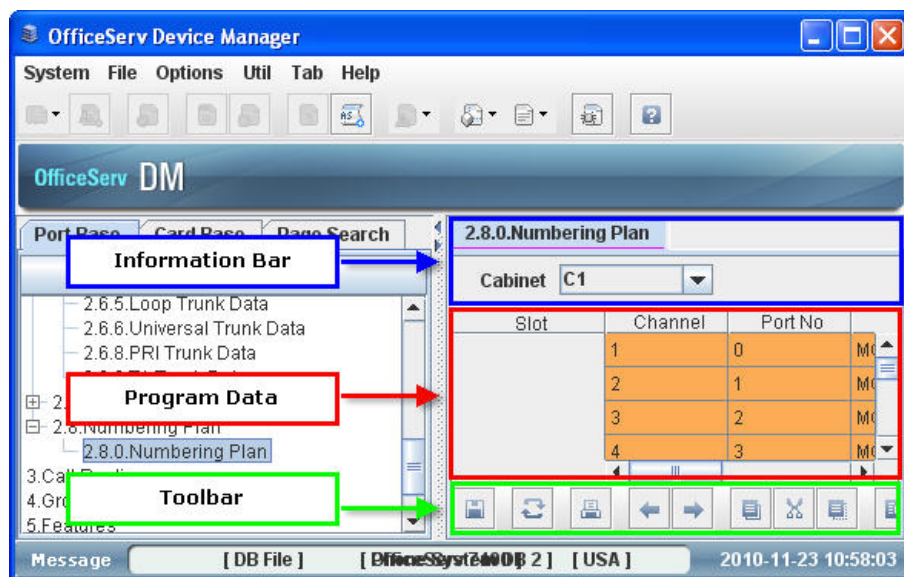 OfficeServ Device Manager
System File Options Util Tab Help
OfficeServ DM
Port Base Card Base Page Search
2.8.0.Numbering Plan
Information Bar
Cabinet C1
2.6.5.Loop Trunk Data
2.6.6.Universal Trunk Data
2.6.8.PRI Trunk Data
Slot Channel Port No
1 0
2 1
3 2
4 3
Program Data
2.8.Numbering Plan
2.8.0.Numbering Plan
Toolbar
5.Features
Message [ DB File ] [ USA ] 2010-11-23 10:58:03